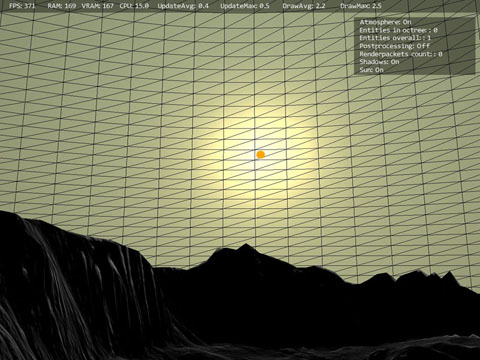 FPS: 371 RAM: 169 VRAM: 167 CPU: 15.0 UpdateAvg: 0.4 UpdateMax: 0.5 DrawAvg: 2.2 DrawMax: 2.5
Atmosphere: On
Entities in octree: : 0
Entities overall: : 1
Postprocessing: Off
Renderpackets count: : 0
Shadows: On
Sun: On